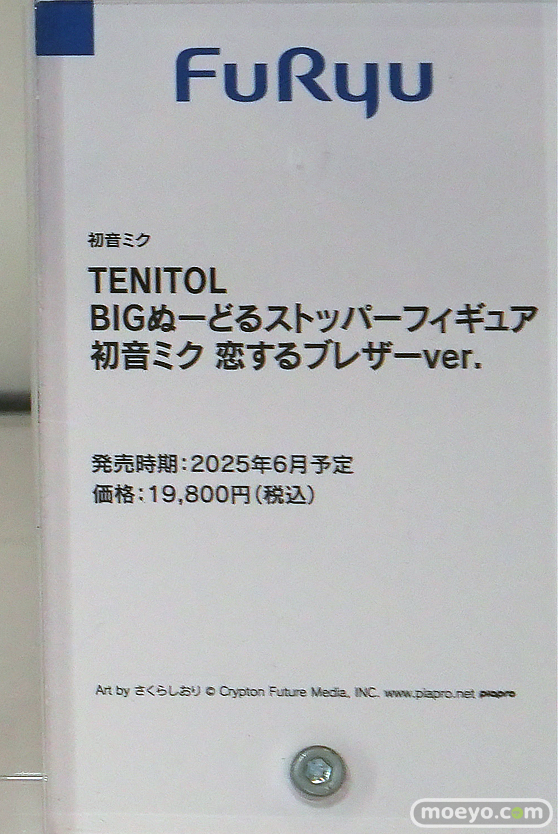 FuRyu
初音ミク
TENITOL
BIGぬーどるストッパーフィギュア
初音ミク 恋するブレザーver.
発売時期：2025年6月予定
価格：19,800円（税込）
Art by さくらしおり © Crypton Future Media, INC. www.piapro.net piapro
moeyo.com